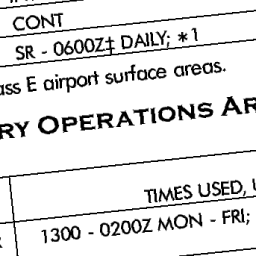 CONT
SR - 0600Z‡ DAILY; *1
ass E airport surface areas.
RY OPERATIONS AR
TIMES USED, U
1300 - 0200Z MON - FRI;